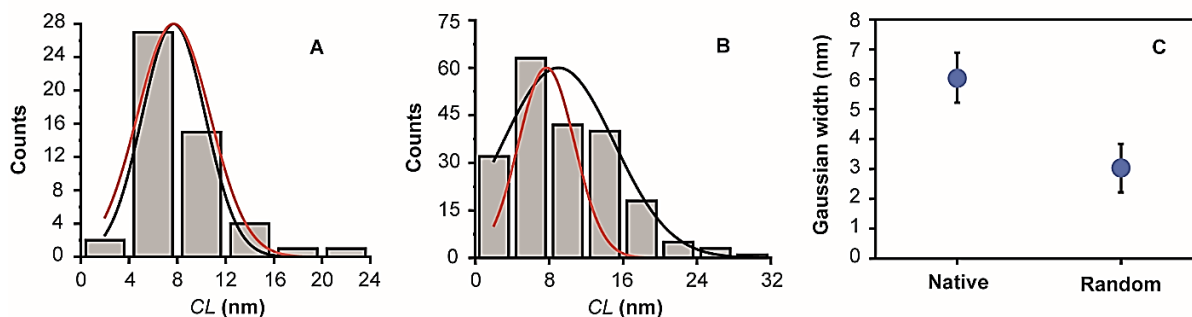 A
Counts
28
24
20
16
12
8
4
0
0 4 8 12 16 20 24
CL (nm)
B
Counts
75
60
45
30
15
0
0 8 16 24 32
CL (nm)
C
Gaussian width (nm)
8
7
6
5
4
3
2
1
0
Native Random